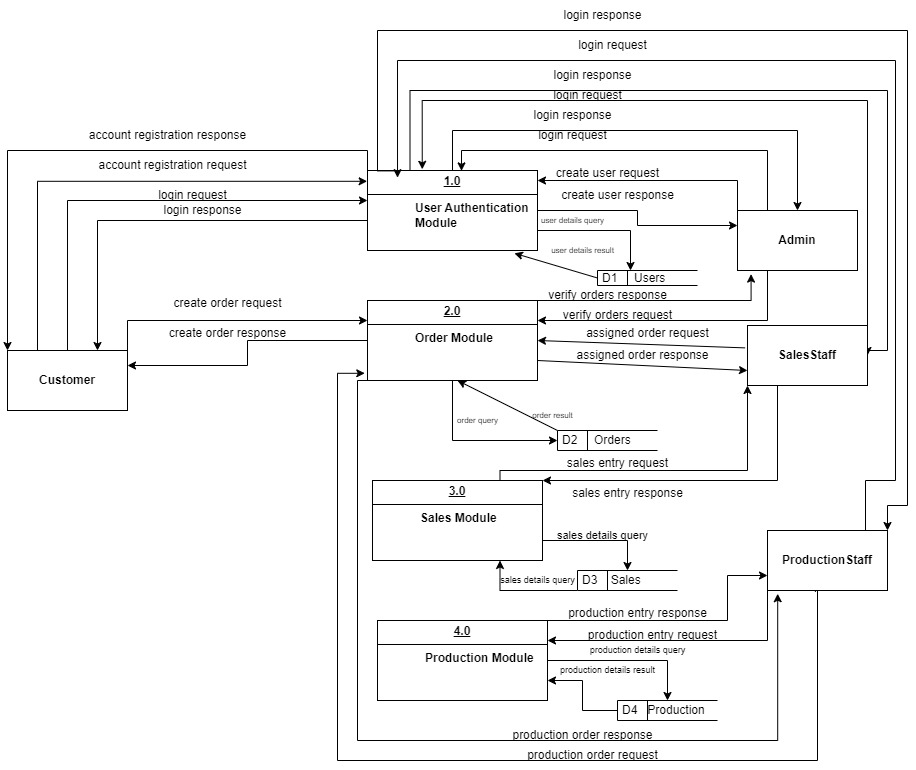 login response
login request
login response
login request
login response
login request
account registration response
account registration request
login request
login response
1.0
User Authentication
Module
create user request
create user response
user details query
user details result
D1 Users
Admin
verify orders response
verify orders request
create order request
create order response
2.0
Order Module
assigned order request
assigned order response
Sales Staff
Customer
order query
order result
D2 Orders
sales entry request
sales entry response
3.0
Sales Module
sales details query
sales details query
D3 Sales
Production Staff
production entry response
production entry request
4.0
Production Module
production details query
production details result
D4 Production
production order response
production order request